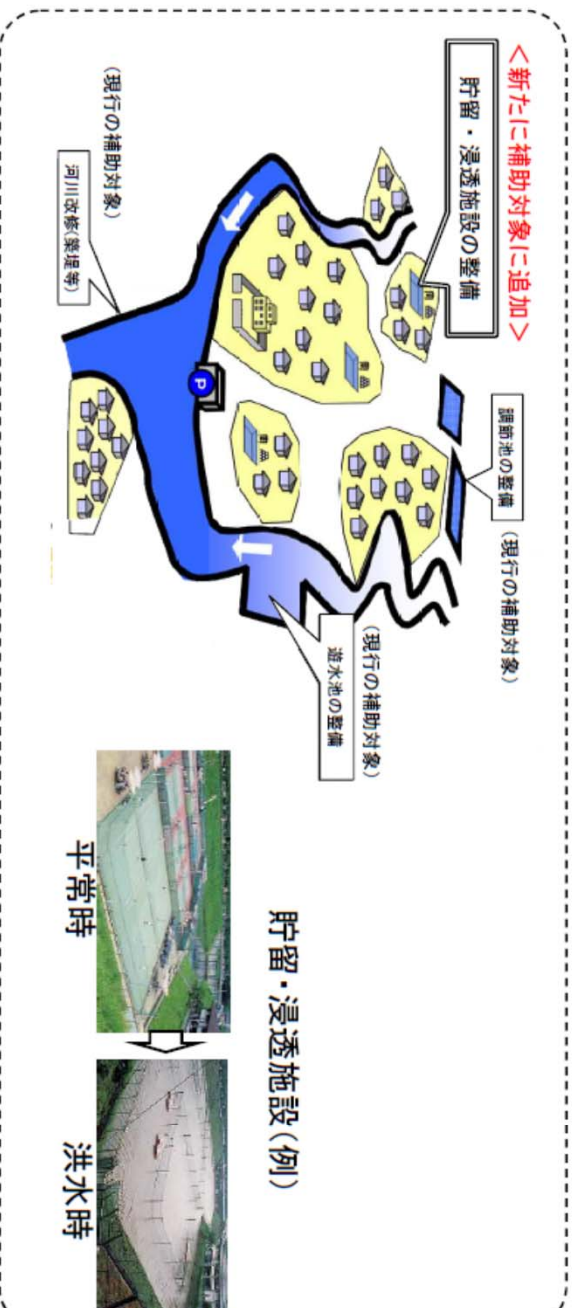 ＜新たに補助対象に追加＞
貯留・浸透施設の整備
調節池の整備
(現行の補助対象)
(現行の補助対象)
河川改修(築堤等)
P
(現行の補助対象)
遊水池の整備
貯留・浸透施設(例)
平常時
洪水時